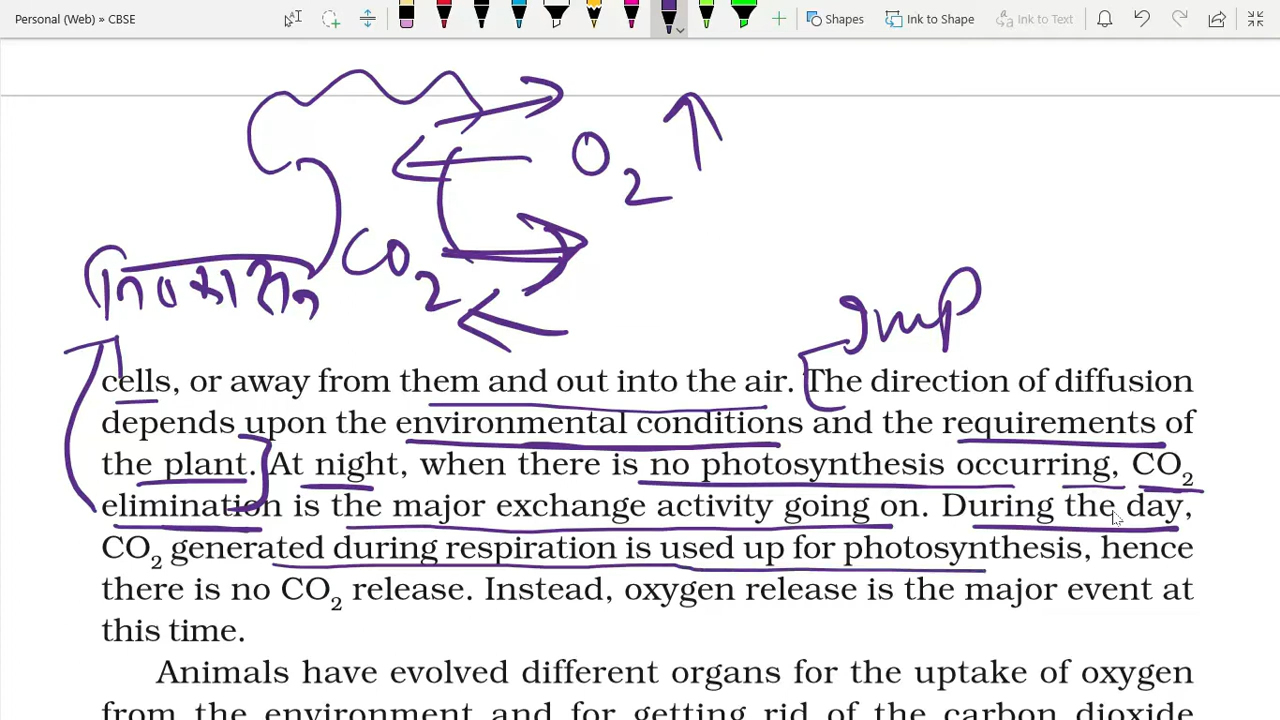 Personal (Web) » CBSE
Shapes
Ink to Shape
Ink to Text
O2
CO2
निष्कासन
Imp
cells, or away from them and out into the air. The direction of diffusion
depends upon the environmental conditions and the requirements of
the plant. At night, when there is no photosynthesis occurring, CO2
elimination is the major exchange activity going on. During the day,
CO2 generated during respiration is used up for photosynthesis, hence
there is no CO2 release. Instead, oxygen release is the major event at
this time.
Animals have evolved different organs for the uptake of oxygen
from the environment and for getting rid of the carbon dioxide